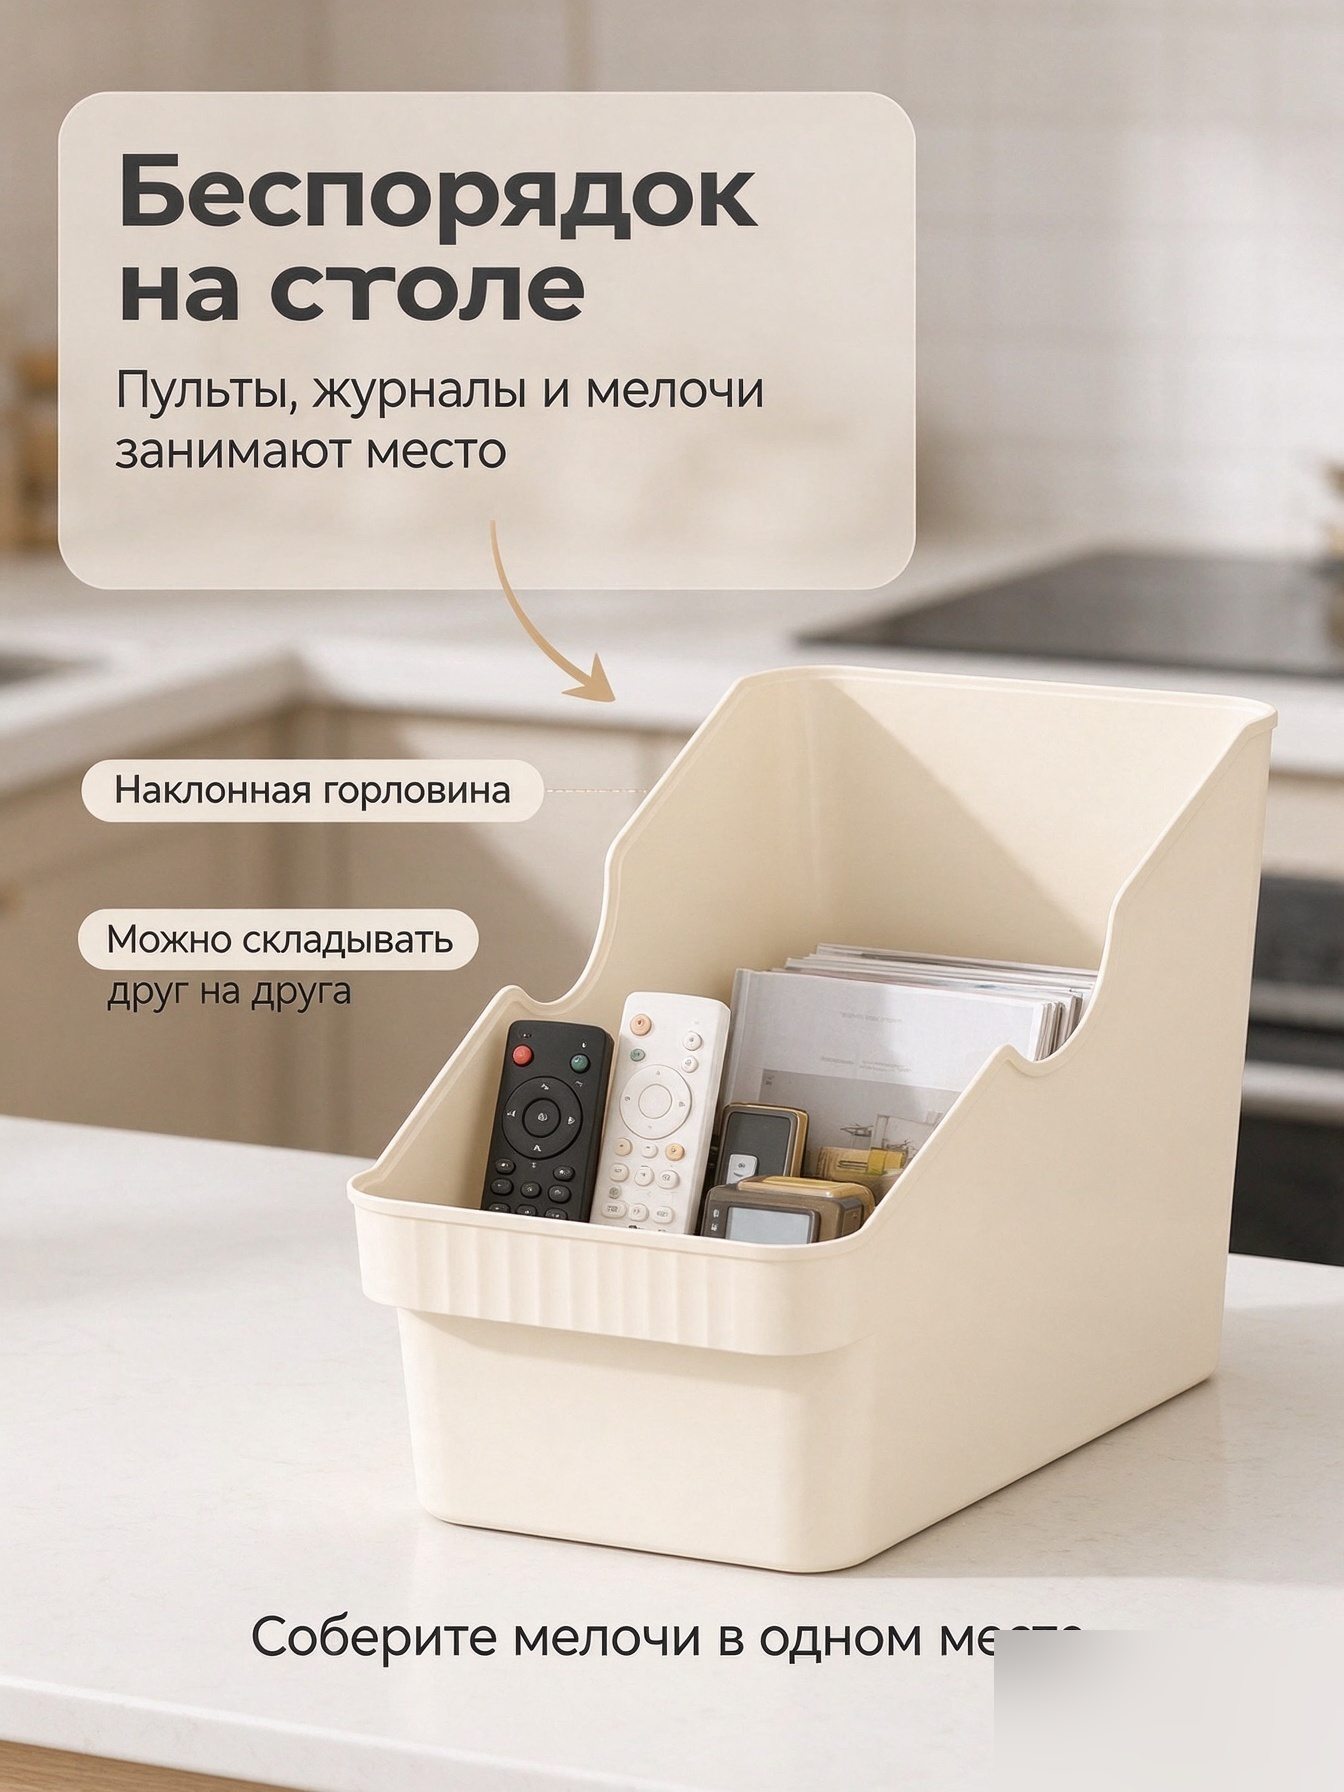 Беспорядок
на столе
Пульты, журналы и мелочи
занимают место
Наклонная горловина
Можно складывать
друг на друга
Соберите мелочи в одном